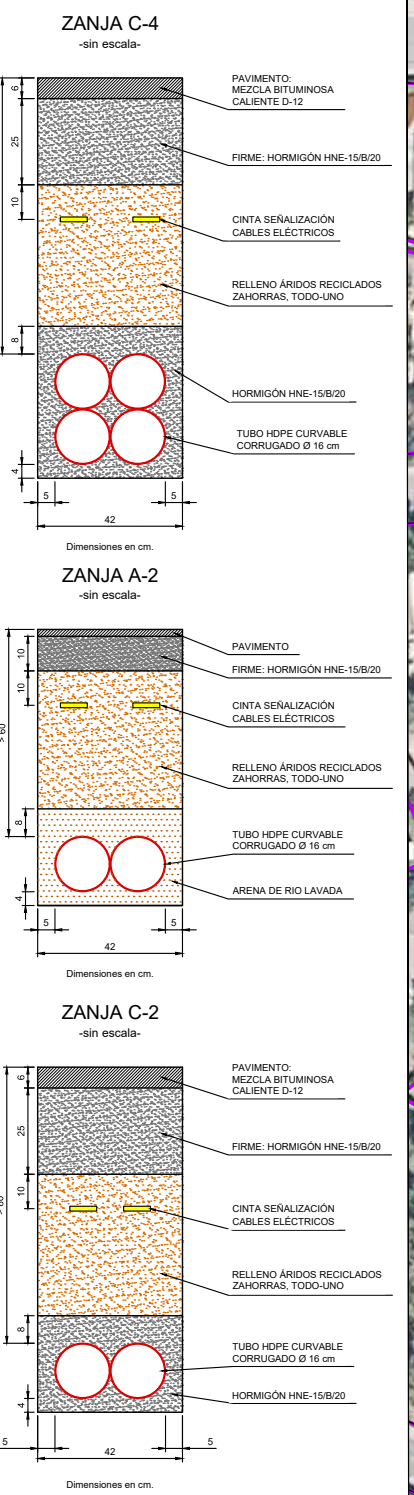 ZANJA C-4
-sin escala-
6
25
10
8
4
5
5
42
PAVIMENTO:
MEZCLA BITUMINOSA
CALIENTE D-12
FIRME: HORMIGÓN HNE-15/B/20
CINTA SEÑALIZACIÓN
CABLES ELÉCTRICOS
RELLENO ÁRIDOS RECICLADOS
ZAHORRAS, TODO-UNO
HORMIGÓN HNE-15/B/20
TUBO HDPE CURVABLE
CORRUGADO Ø 16 cm
Dimensiones en cm.
ZANJA A-2
-sin escala-
10
10
> 60
8
4
5
5
42
PAVIMENTO
FIRME: HORMIGÓN HNE-15/B/20
CINTA SEÑALIZACIÓN
CABLES ELÉCTRICOS
RELLENO ÁRIDOS RECICLADOS
ZAHORRAS, TODO-UNO
TUBO HDPE CURVABLE
CORRUGADO Ø 16 cm
ARENA DE RIO LAVADA
Dimensiones en cm.
ZANJA C-2
-sin escala-
6
25
10
8
4
5
5
42
PAVIMENTO:
MEZCLA BITUMINOSA
CALIENTE D-12
FIRME: HORMIGÓN HNE-15/B/20
CINTA SEÑALIZACIÓN
CABLES ELÉCTRICOS
RELLENO ÁRIDOS RECICLADOS
ZAHORRAS, TODO-UNO
TUBO HDPE CURVABLE
CORRUGADO Ø 16 cm
HORMIGÓN HNE-15/B/20
Dimensiones en cm.